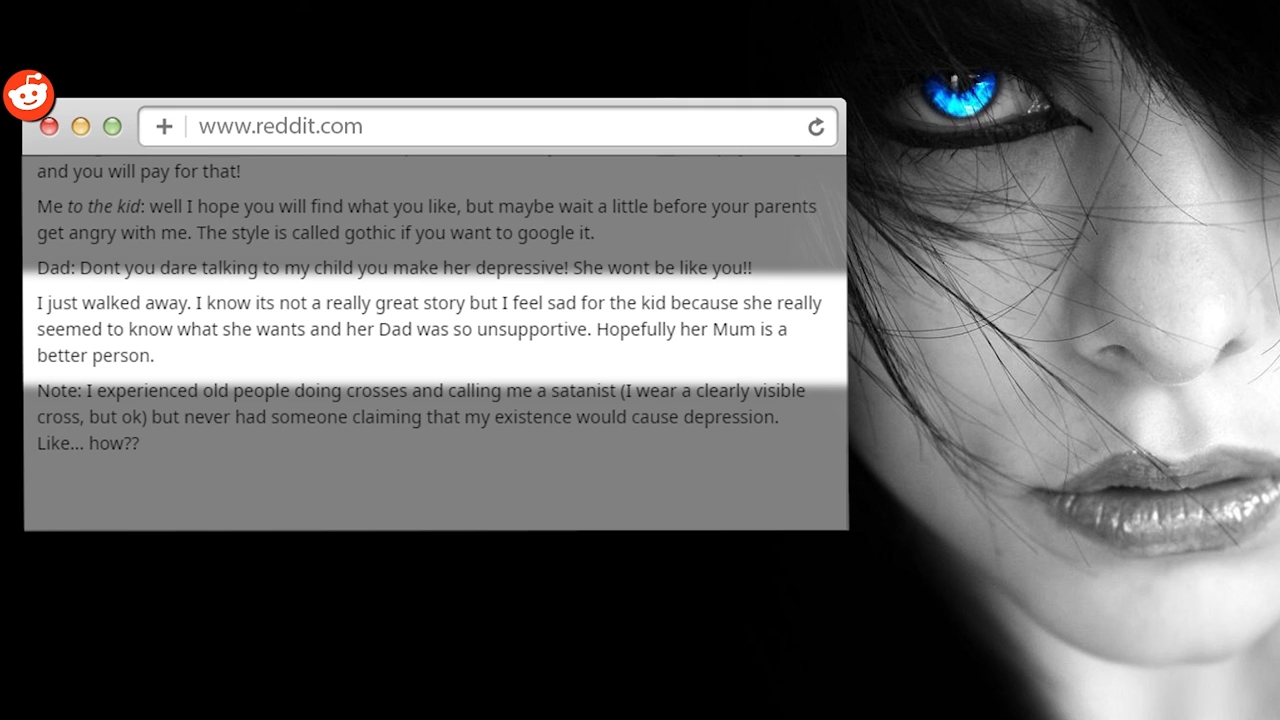 www.reddit.com
and you will pay for that!
Me to the kid: well I hope you will find what you like, but maybe wait a little before your parents
get angry with me. The style is called gothic if you want to google it.
Dad: Dont you dare talking to my child you make her depressive! She wont be like you!!
I just walked away. I know its not a really great story but I feel sad for the kid because she really
seemed to know what she wants and her Dad was so unsupportive. Hopefully her Mum is a
better person.
Note: I experienced old people doing crosses and calling me a satanist (I wear a clearly visible
cross, but ok) but never had someone claiming that my existence would cause depression.
Like... how??